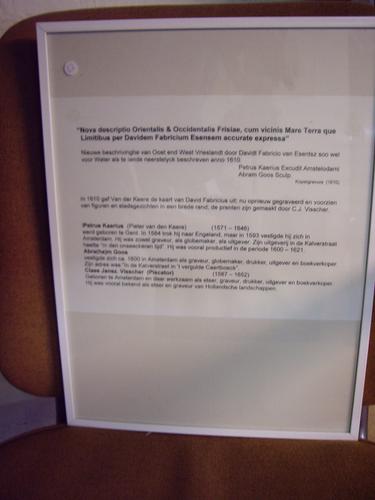 "Nova descriptio Orientalis & Occidentalis Frisiae, cum vicinis Mare Terra que
Limitibus per Davidem Fabricium Esensem accurate expressa"
Nieuwe beschrivinghe van Oost end West Vrieslandt door Davidt Fabricio van Esentsz soo wel
voor Water als te lande neerstelyck beschreven anno 1610.
Petrus Kaerius Excudit Amstelodami
Abram Goos Sculp.
Kopergravure (1610)
In 1610 gaf Van der Keere de kaart van David Fabricius uit; nu opnieuw gegraveerd en voorzien
van figuren en stadsgezichten in een brede rand; de prenten zijn gemaakt door C.J. Visscher.
Petrus Kaerius (Pieter van den Keere) (1571 – 1646)
werd geboren te Gent. In 1584 trok hij naar Engeland, maar in 1593 vestigde hij zich in
Amsterdam. Hij was zowel graveur, als globemaker, als uitgever. Zijn uitgeverij in de Kalverstraat
heette "in den onseeckeren tijd". Hij was vooral productief in de periode 1600 – 1621.
Abrahajm Goos
vestigde zich ca. 1600 in Amsterdam als graveur, globemaker, drukker, uitgever en boekverkoper.
Zijn adres was "in de Kalverstraet in 't vergulde Caertboeck".
Claes Jansz. Visscher (Piscator) (1587 – 1652)
Geboren te Amsterdam en daar werkzaam als etser, graveur, drukker, uitgever en boekverkoper.
Hij was vooral bekend als etser en graveur van Hollandsche landschappen.